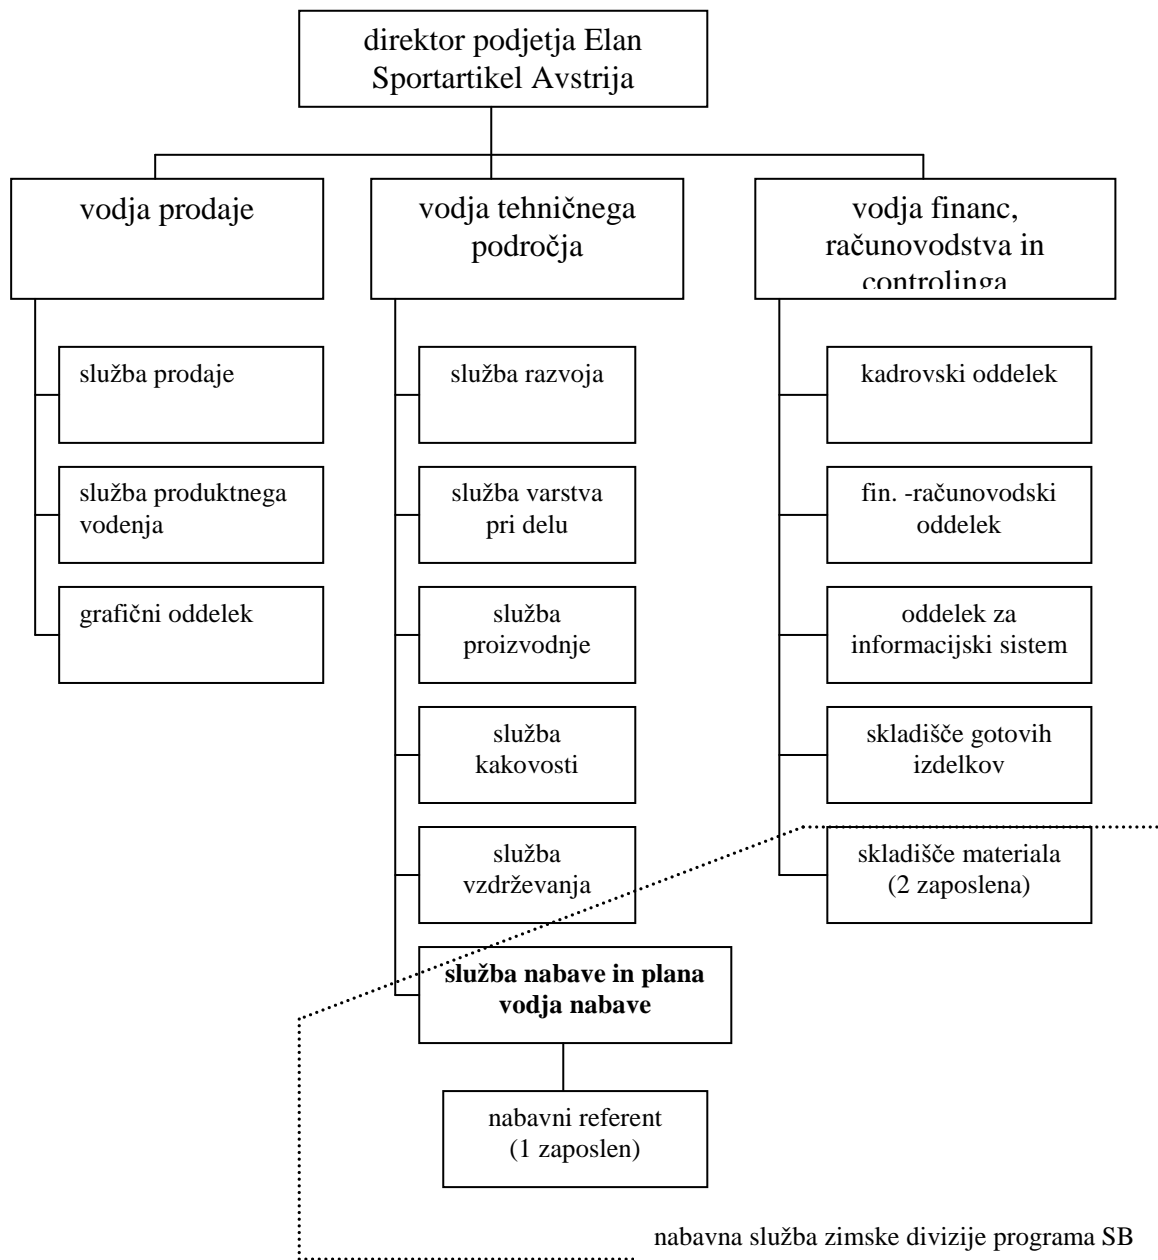 direktor podjetja Elan
Sportartikel Avstrija
vodja prodaje
vodja tehničnega
področja
vodja financ,
računovodstva in
controlinga
služba prodaje
služba produktnega
vodenja
grafični oddelek
služba razvoja
služba varstva
pri delu
služba
proizvodnje
služba
kakovosti
služba
vzdrževanja
služba nabave in plana
vodja nabave
nabavni referent
(1 zaposlen)
kadrovski oddelek
fin. -računovodski
oddelek
oddelek za
informacijski sistem
skladišče gotovih
izdelkov
skladišče materiala
(2 zaposlena)
nabavna služba zimske divizije programa SB